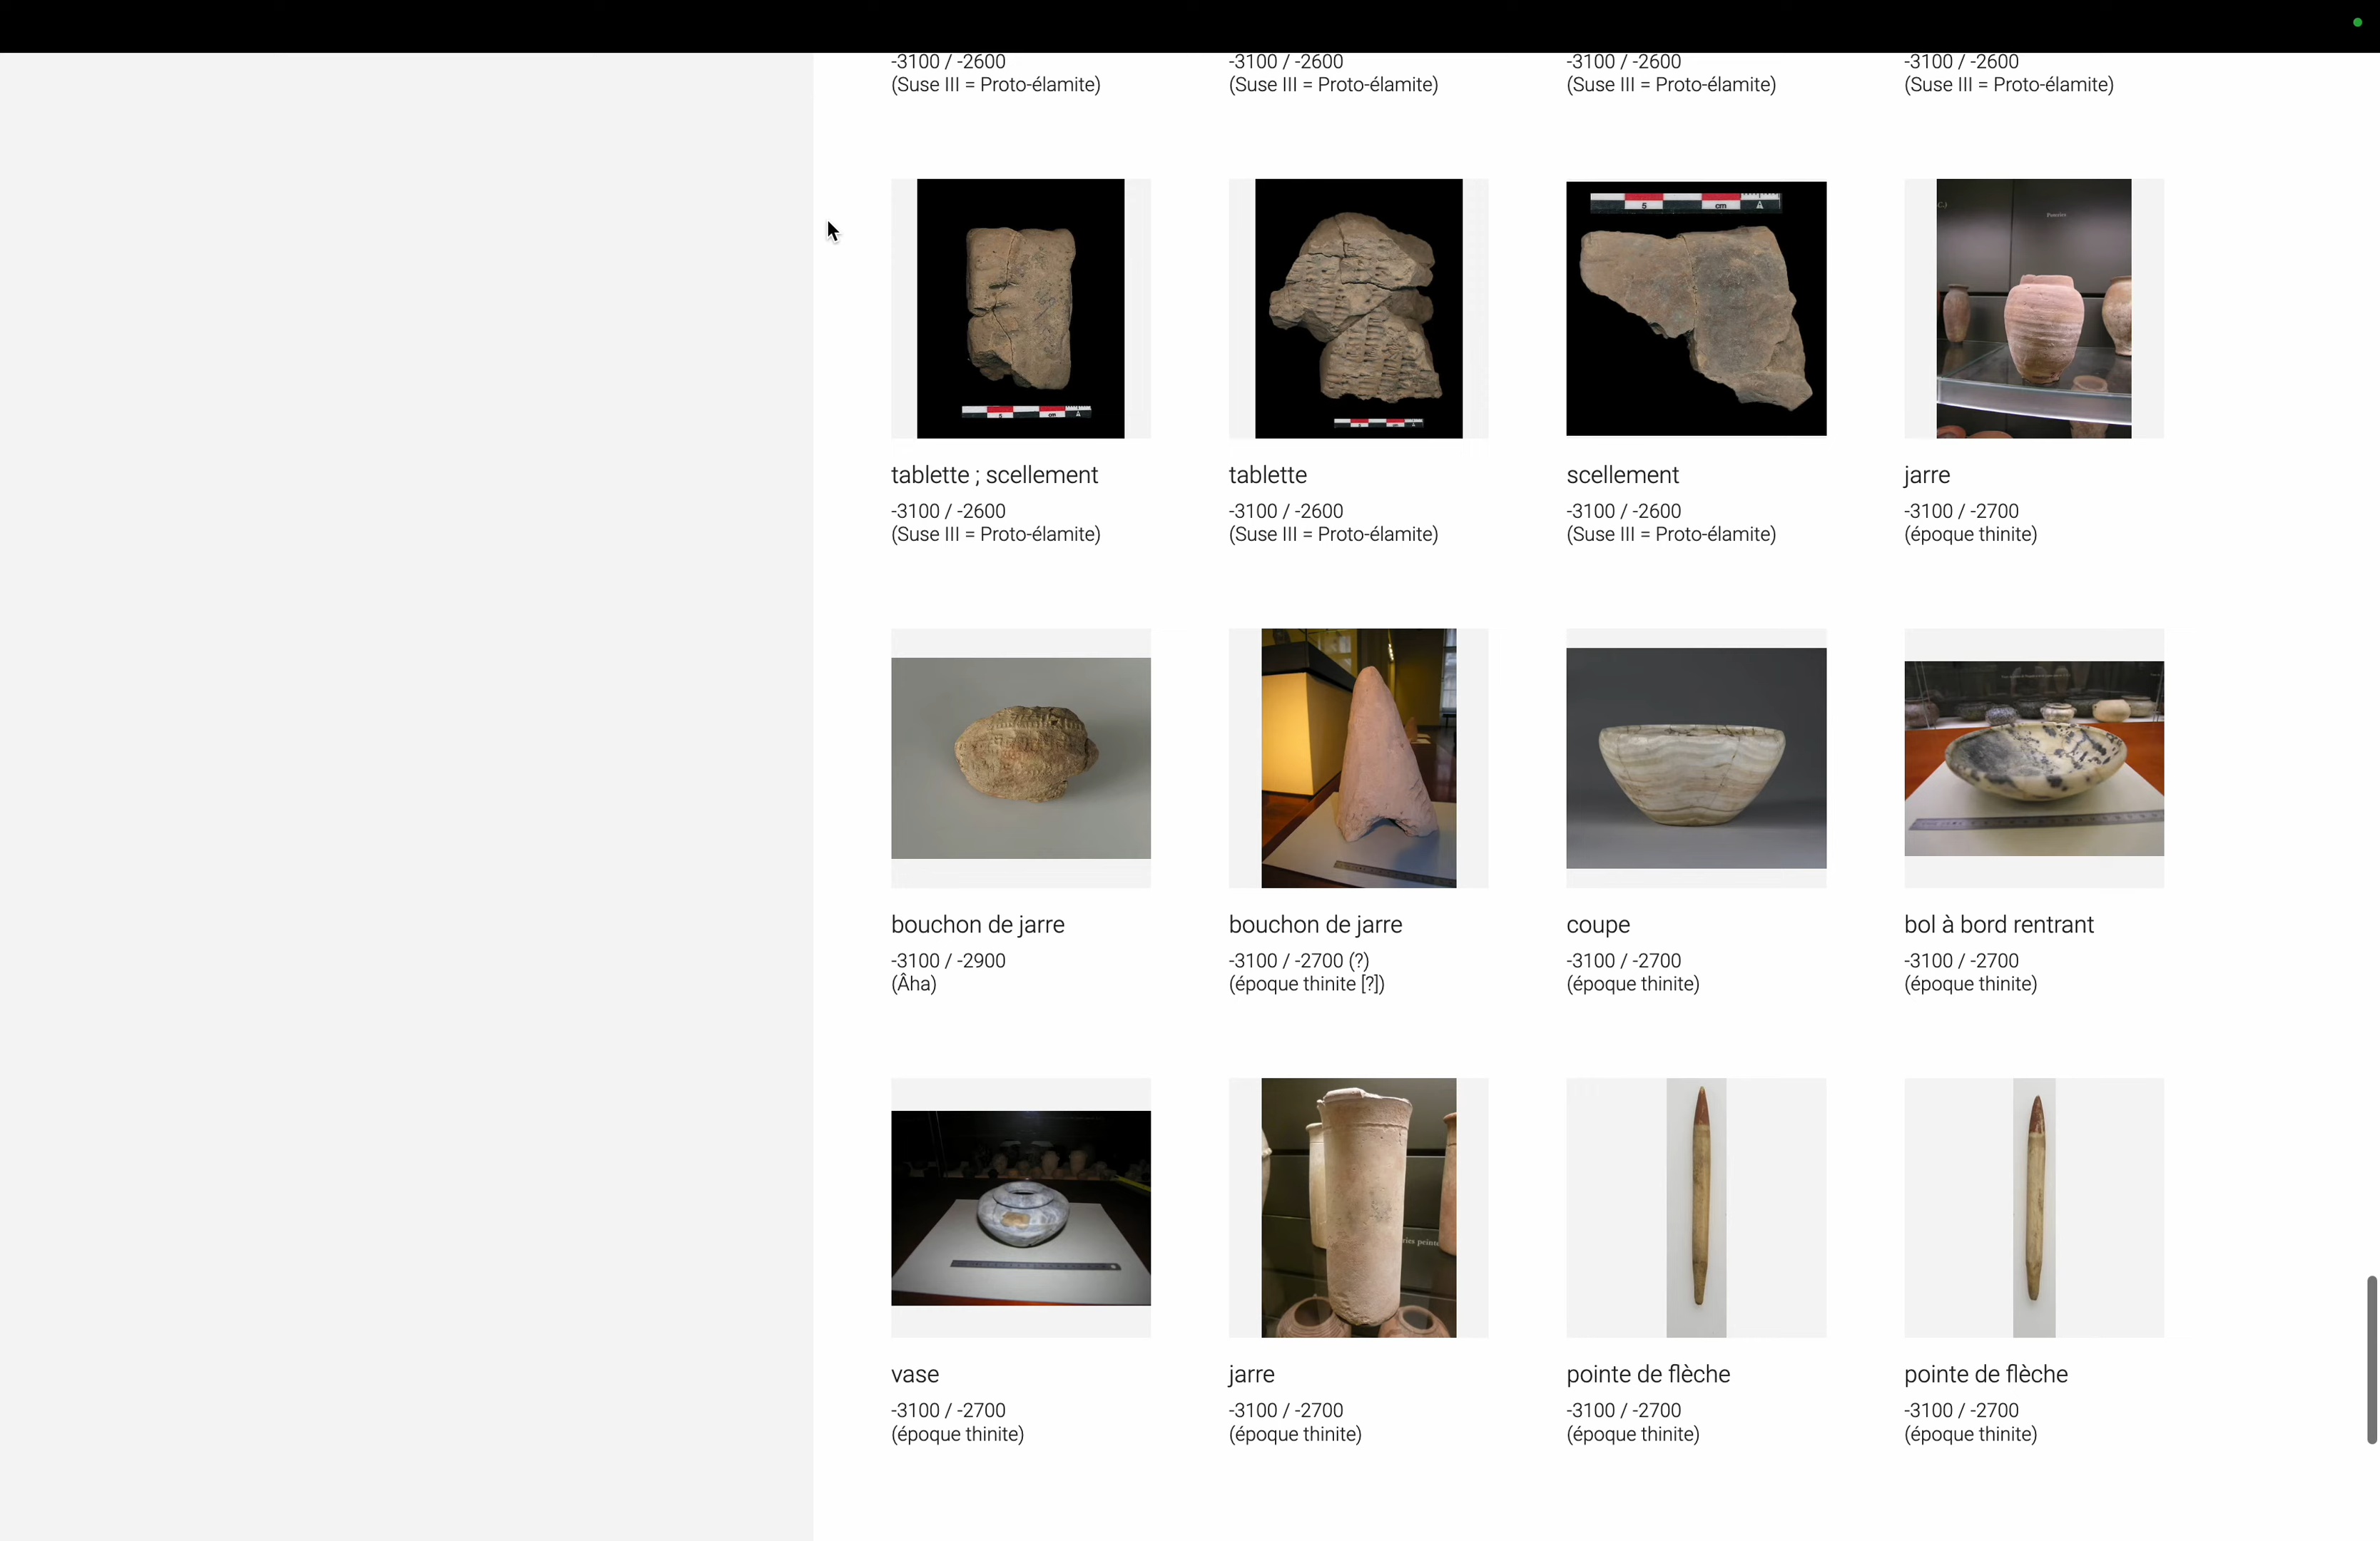 -3100 / -2600
(Suse III = Proto-élamite)
-3100 / -2600
(Suse III = Proto-élamite)
-3100 / -2600
(Suse III = Proto-élamite)
-3100 / -2600
(Suse III = Proto-élamite)
5 cm
Poteries
tablette ; scellement
-3100 / -2600
(Suse III = Proto-élamite)
tablette
-3100 / -2600
(Suse III = Proto-élamite)
scellement
-3100 / -2600
(Suse III = Proto-élamite)
jarre
-3100 / -2700
(époque thinite)
bouchon de jarre
-3100 / -2900
(Âha)
bouchon de jarre
-3100 / -2700 (?)
(époque thinite [?])
coupe
-3100 / -2700
(époque thinite)
bol à bord rentrant
-3100 / -2700
(époque thinite)
vase
-3100 / -2700
(époque thinite)
jarre
-3100 / -2700
(époque thinite)
pointe de flèche
-3100 / -2700
(époque thinite)
pointe de flèche
-3100 / -2700
(époque thinite)